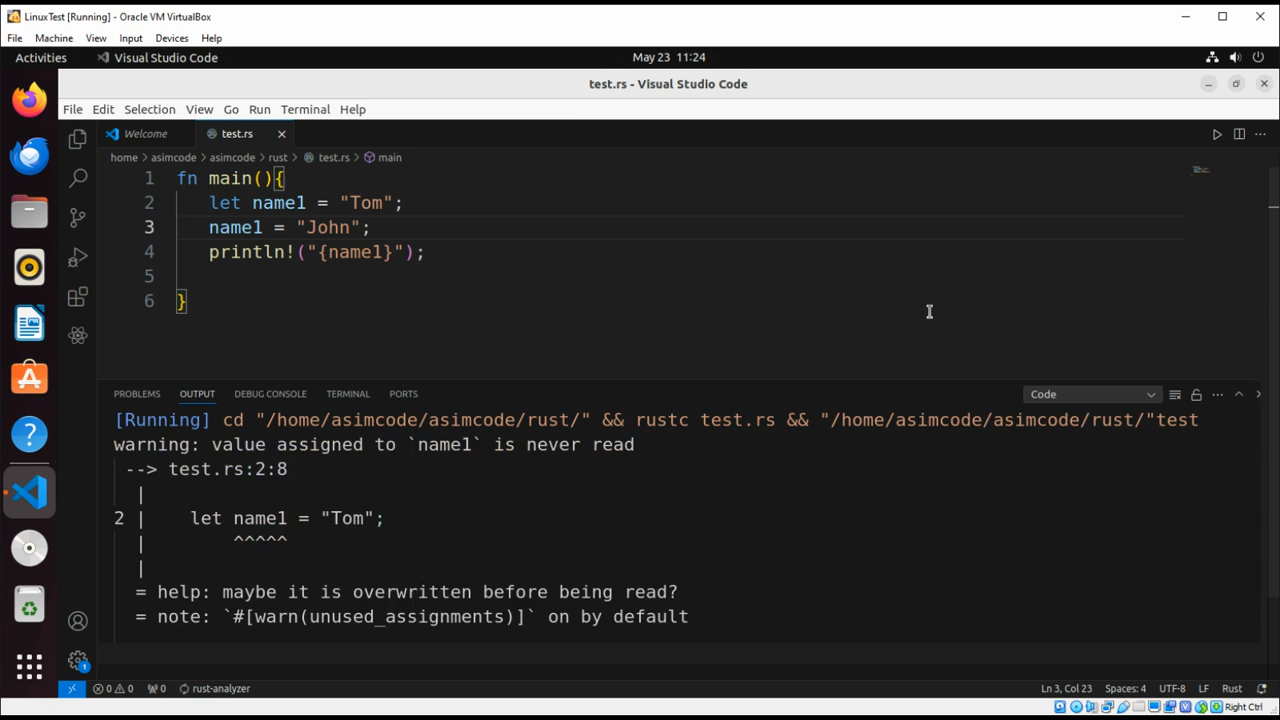 LinuxTest [Running] - Oracle VM VirtualBox
File Machine View Input Devices Help
Activities Visual Studio Code May 23 11:24
test.rs - Visual Studio Code
File Edit Selection View Go Run Terminal Help
Welcome test.rs
home > asimcode > asimcode > rust > test.rs > main
1 fn main(){
2 let name1 = "Tom";
3 name1 = "John";
4 println!("{name1}");
5
6 }
PROBLEMS OUTPUT DEBUG CONSOLE TERMINAL PORTS Code
[Running] cd "/home/asimcode/asimcode/rust/" && rustc test.rs && "/home/asimcode/asimcode/rust/"test
warning: value assigned to `name1` is never read
--> test.rs:2:8
|
2 | let name1 = "Tom";
| ^^^^^
|
= help: maybe it is overwritten before being read?
= note: `#[warn(unused_assignments)]` on by default
1
0 0 0 rust-analyzer Ln 3, Col 23 Spaces: 4 UTF-8 LF Rust
Right Ctrl